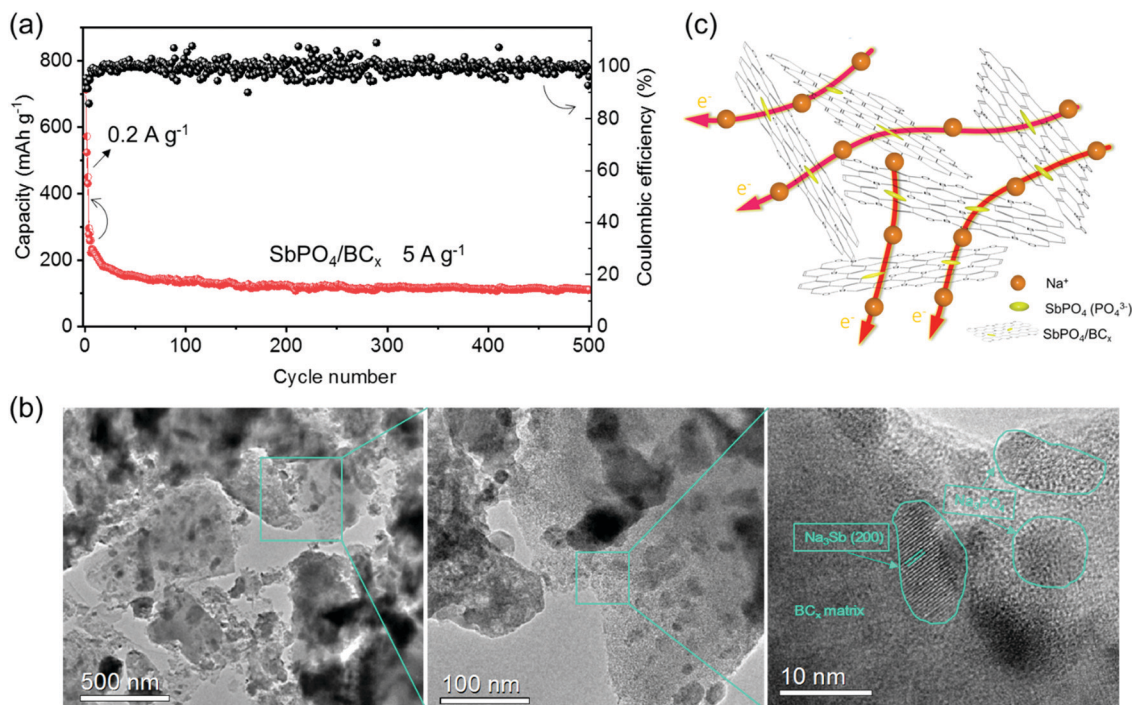 (a)
800
600
400
200
0
Capacity (mAh g⁻¹)
0.2 A g⁻¹
SbPO₄/BCₓ 5 A g⁻¹
100
80
60
40
20
0
Coulombic efficiency (%)
0 100 200 300 400 500
Cycle number
(c)
e⁻
e⁻
e⁻
e⁻
Na⁺
SbPO₄ (PO₄³⁻)
SbPO₄/BCₓ
(b)
500 nm
100 nm
Na₃Sb (200)
BCₓ matrix
10 nm